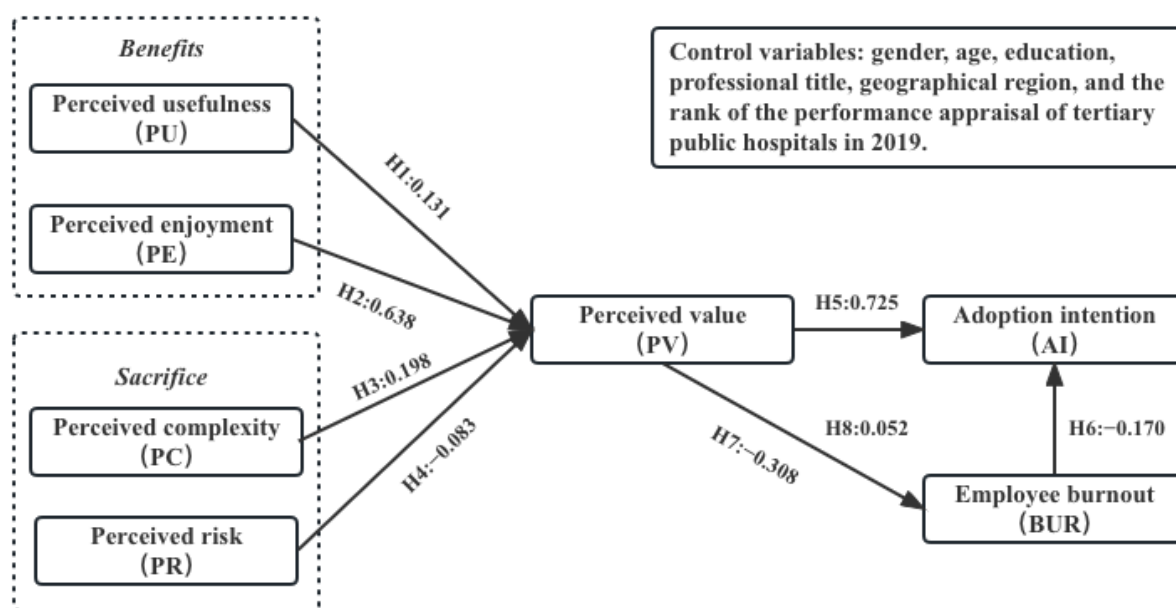 Benefits
Perceived usefulness
(PU)
Perceived enjoyment
(PE)
Sacrifice
Perceived complexity
(PC)
Perceived risk
(PR)
H1:0.131
H2:0.638
H3:0.198
H4:−0.083
Perceived value
(PV)
Control variables: gender, age, education,
professional title, geographical region, and the
rank of the performance appraisal of tertiary
public hospitals in 2019.
H5:0.725
Adoption intention
(AI)
H8:0.052
H7:−0.308
H6:−0.170
Employee burnout
(BUR)